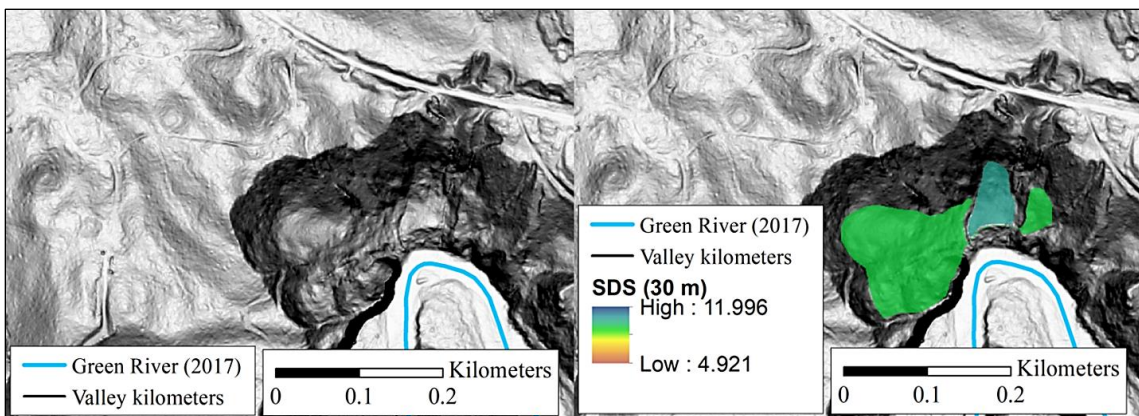 Green River (2017)
Valley kilometers
Kilometers
0 0.1 0.2
Green River (2017)
Valley kilometers
SDS (30 m)
High : 11.996
Low : 4.921
Kilometers
0 0.1 0.2